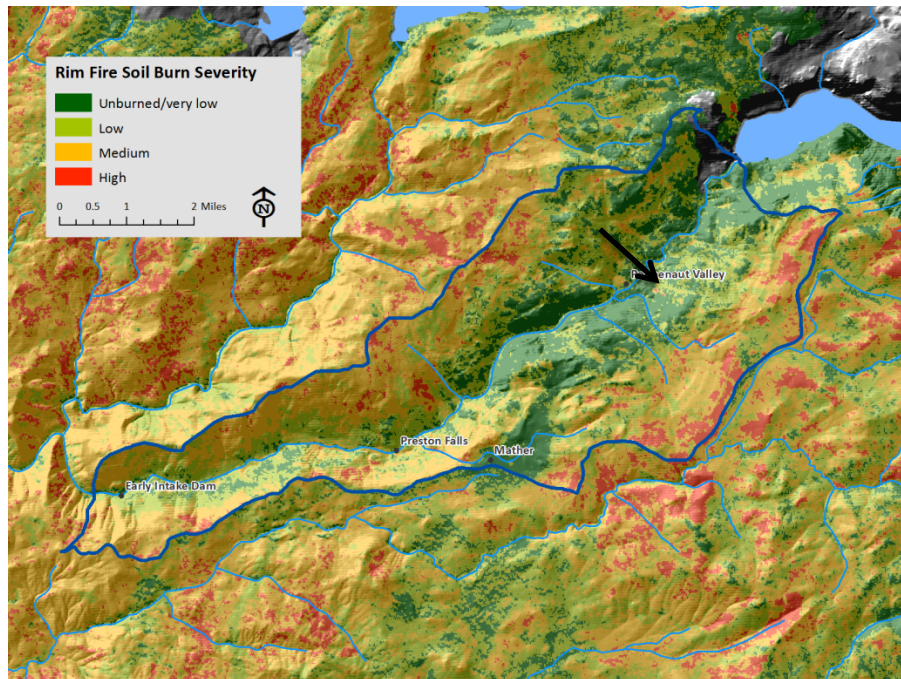 Rim Fire Soil Burn Severity
Unburned/very low
Low
Medium
High
0 0.5 1 2 Miles
N
Valley
Preston Falls
Mather
Early Intake Dam